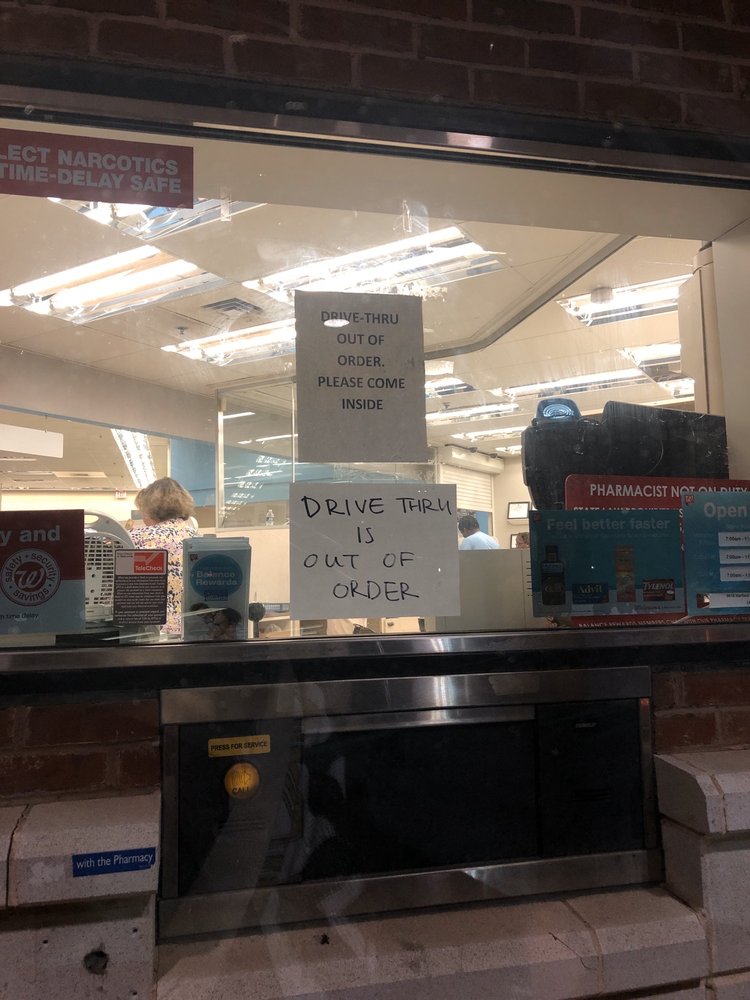 LECT NARCOTICS
TIME-DELAY SAFE
DRIVE-THRU
OUT OF
ORDER.
PLEASE COME
INSIDE
DRIVE THRU
IS
OUT OF
ORDER
PHARMACIST NOT ON DUTY
Feel better faster
Advil
TYLENOL
Open
y and
safety + security
W
savings
m time delay
TeleCheck
Balance
Rewards
PRESS FOR SERVICE
CALL
with the Pharmacy